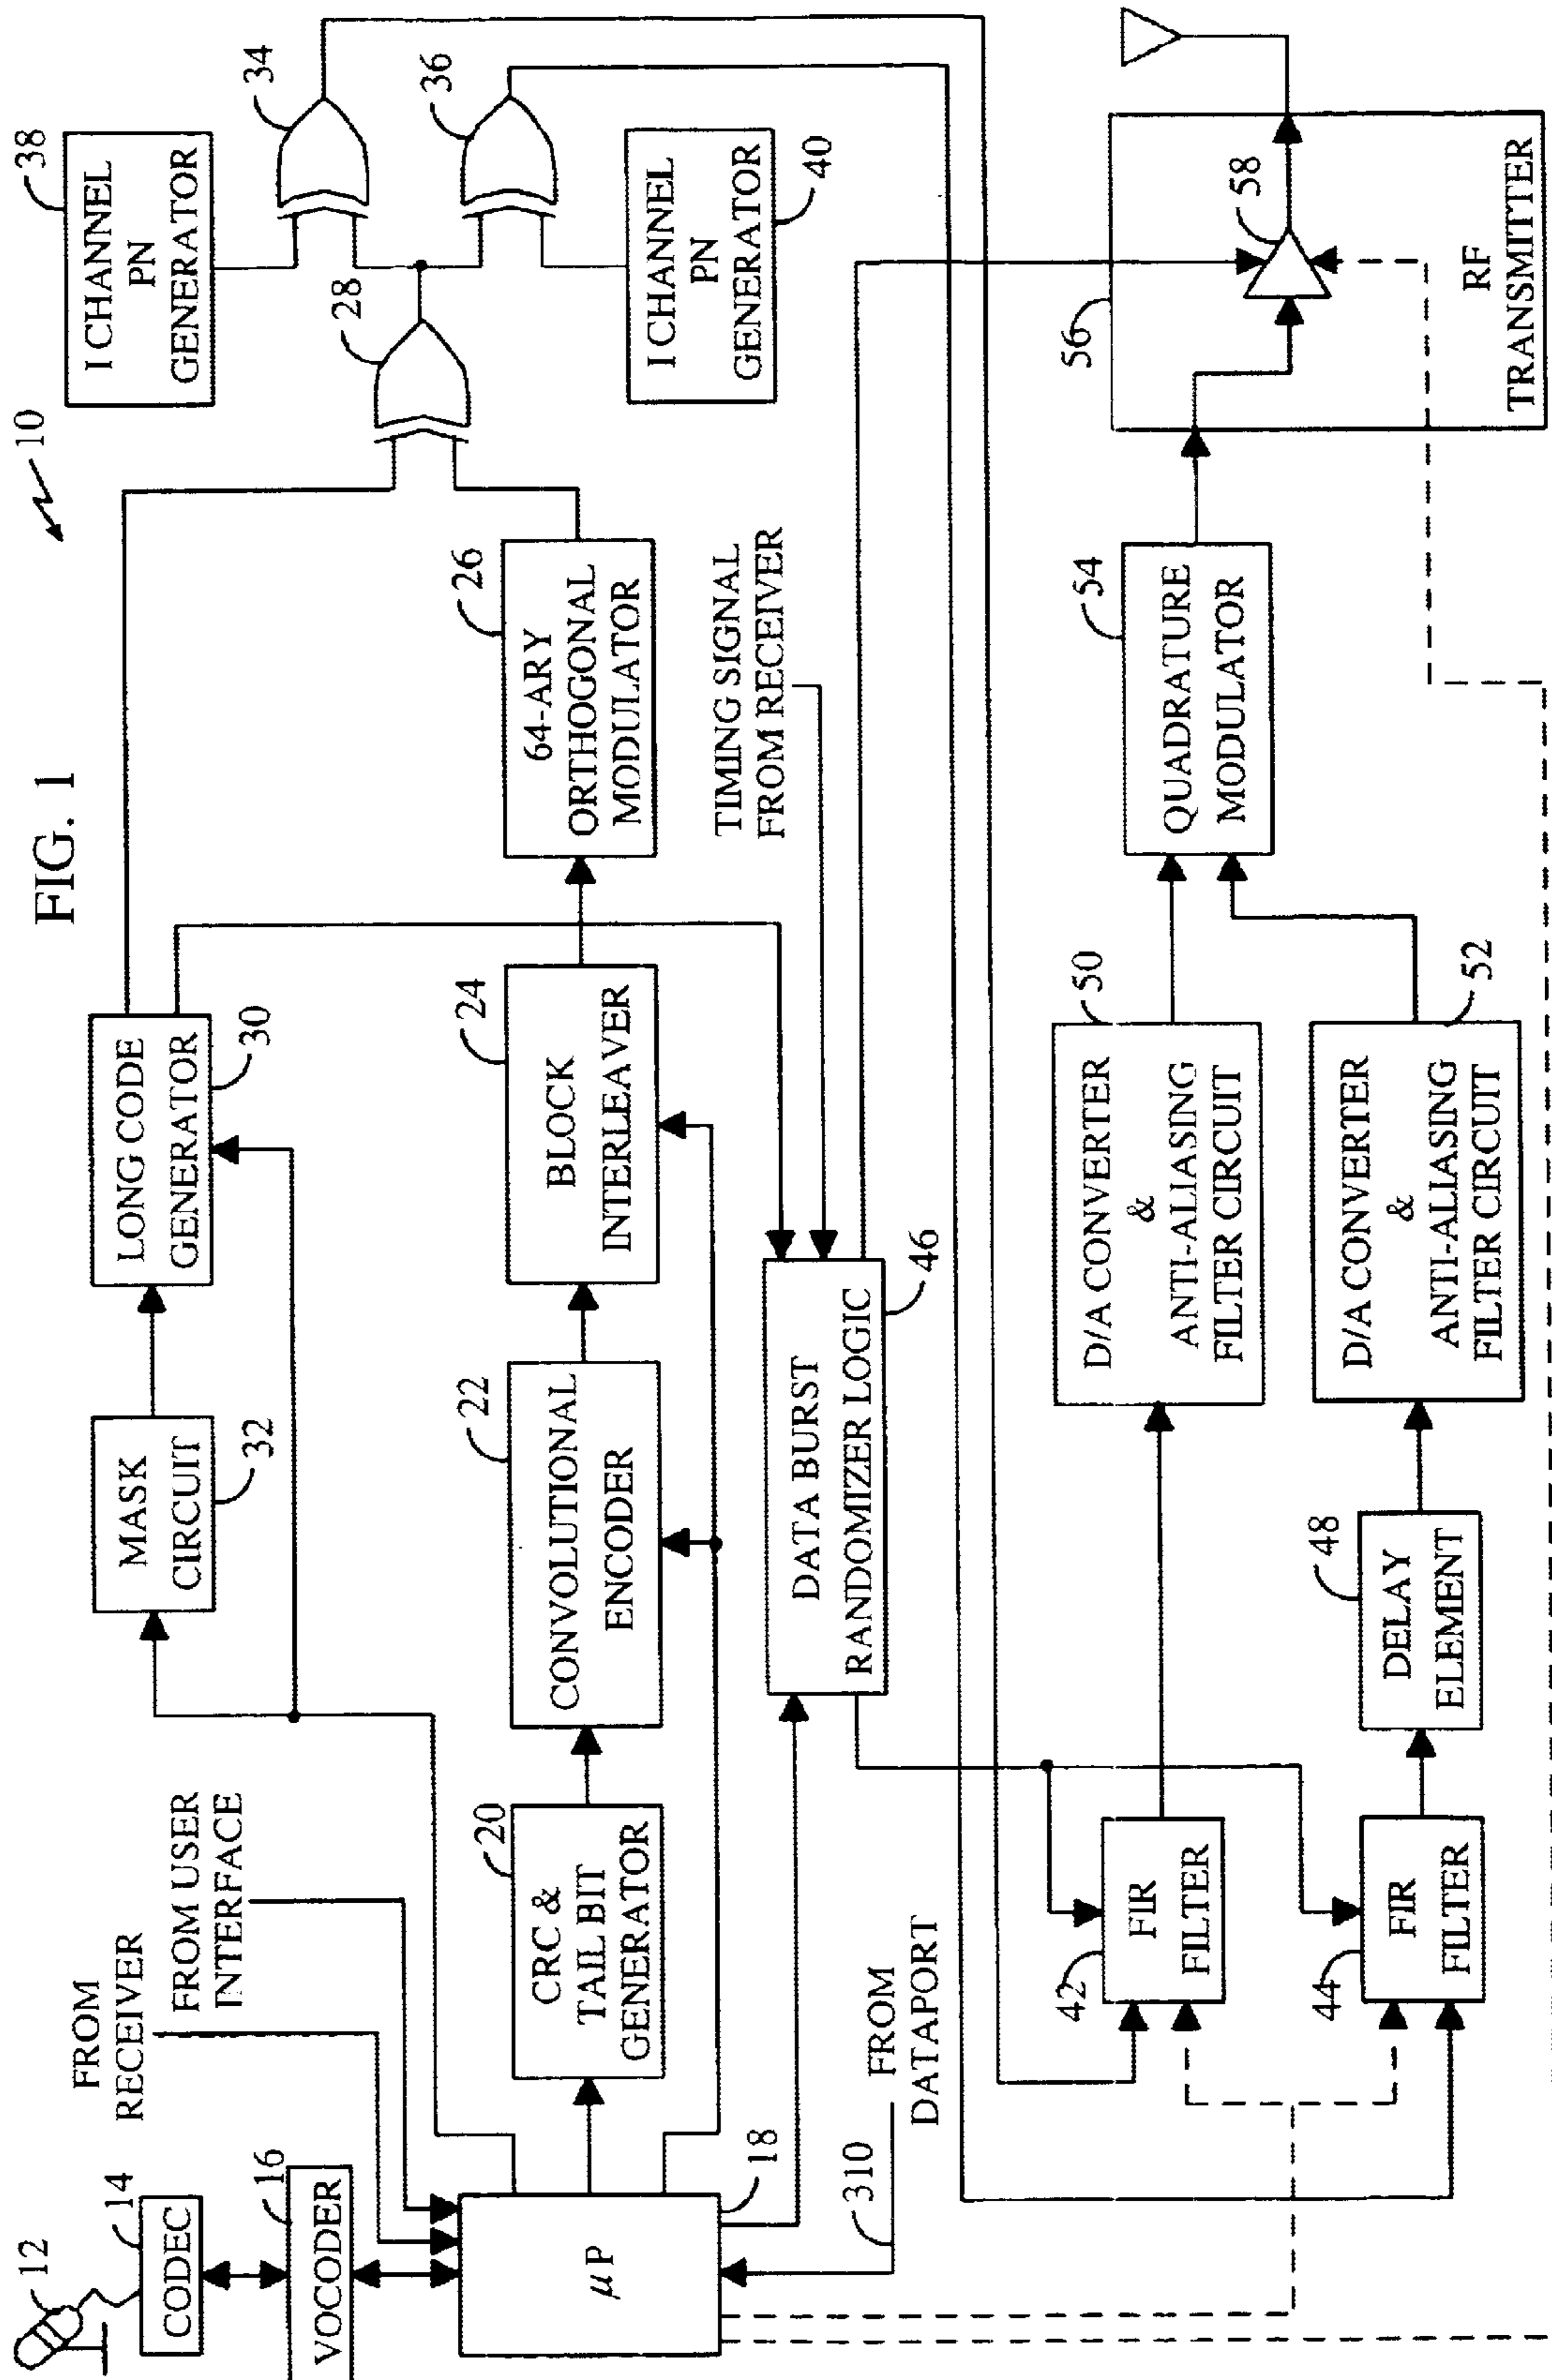 FIG. 1
10
12
14
CODEC
16
VOCODER
FROM
RECEIVER
FROM USER
INTERFACE
μP
18
310
FROM
DATAPORT
MASK
CIRCUIT
32
LONG CODE
GENERATOR
30
20
CRC &
TAIL BIT
GENERATOR
22
CONVOLUTIONAL
ENCODER
24
BLOCK
INTERLEAVER
26
64-ARY
ORTHOGONAL
MODULATOR
28
38
I CHANNEL
PN
GENERATOR
34
36
I CHANNEL
PN
GENERATOR
40
TIMING SIGNAL
FROM RECEIVER
DATA BURST
RANDOMIZER LOGIC
46
42
FIR
FILTER
44
FIR
FILTER
48
DELAY
ELEMENT
50
D/A CONVERTER
&
ANTI-ALIASING
FILTER CIRCUIT
52
D/A CONVERTER
&
ANTI-ALIASING
FILTER CIRCUIT
54
QUADRATURE
MODULATOR
56
58
RF
TRANSMITTER